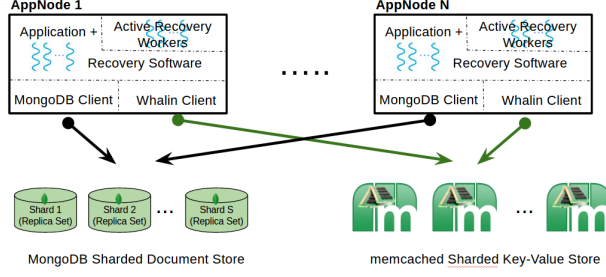 AppNode 1
AppNode N
Application +
Active Recovery
Workers
Recovery Software
MongoDB Client
Whalin Client
.....
Application +
Active Recovery
Workers
Recovery Software
MongoDB Client
Whalin Client
Shard 1
(Replica Set)
Shard 2
(Replica Set)
...
Shard S
(Replica Set)
...
MongoDB Sharded Document Store
memcached Sharded Key-Value Store